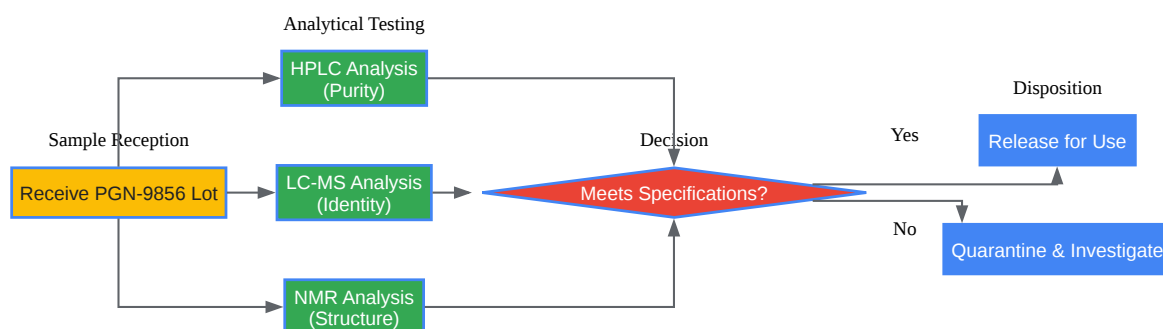 Analytical Testing
HPLC Analysis
(Purity)
Disposition
Sample Reception
Decision
Yes
Release for Use
Receive PGN-9856 Lot
LC-MS Analysis
(Identity)
Meets Specifications?
No
Quarantine & Investigate
NMR Analysis
(Structure)